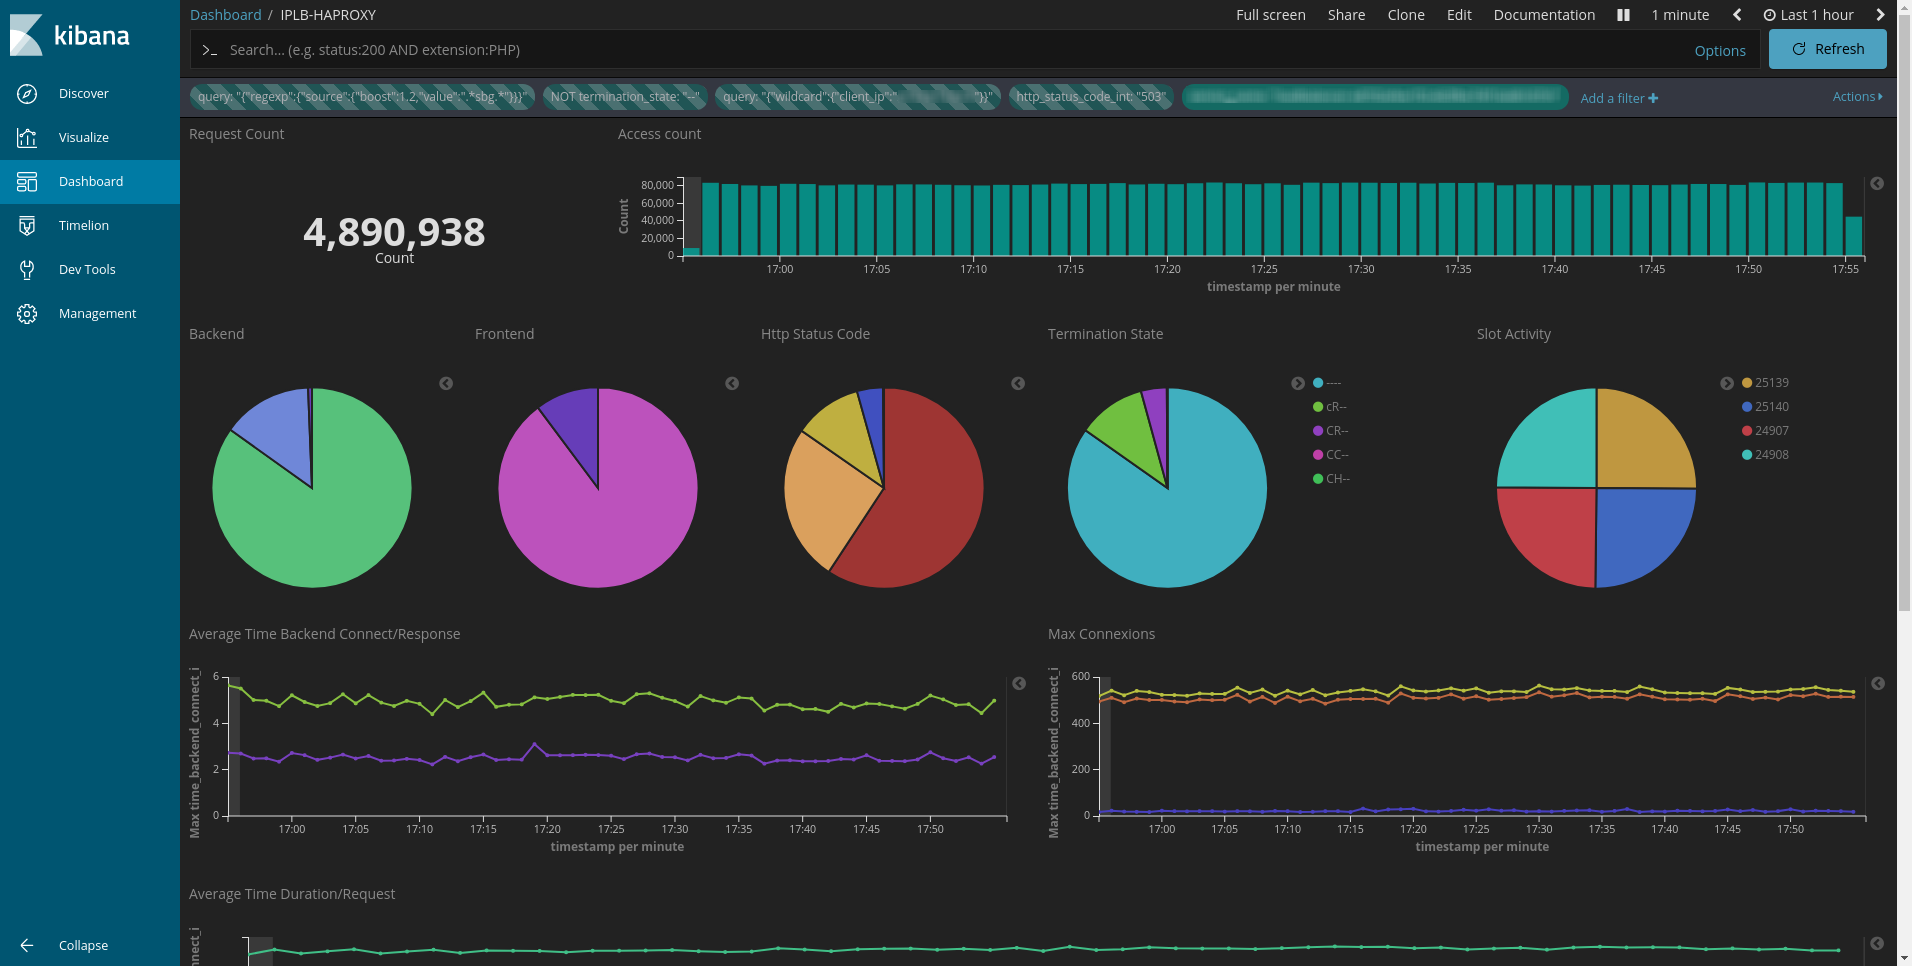 kibana
Discover
Visualize
Dashboard
Timelion
Dev Tools
Management
Collapse
Dashboard / IPLB-HAPROXY
Full screen Share Clone Edit Documentation 1 minute Last 1 hour
>_ Search... (e.g. status:200 AND extension:PHP)
Options
Refresh
query: "{"regexp":{"source":{"boost":1.2,"value":".*sbg.*"}}}" NOT termination_state: "--" query: "{"wildcard":{"client_ip":" "}}" http_status_code_int: "503" Add a filter + Actions
Request Count
4,890,938
Count
Access count
Count
80,000
60,000
40,000
20,000
0
17:00 17:05 17:10 17:15 17:20 17:25 17:30 17:35 17:40 17:45 17:50 17:55
timestamp per minute
Backend
Frontend
Http Status Code
Termination State
----
cR--
CR--
CC--
CH--
Slot Activity
25139
25140
24907
24908
Average Time Backend Connect/Response
Max time_backend_connect_i
6
4
2
0
17:00 17:05 17:10 17:15 17:20 17:25 17:30 17:35 17:40 17:45 17:50
timestamp per minute
Max Connexions
Max time_backend_connect_i
600
400
200
0
17:00 17:05 17:10 17:15 17:20 17:25 17:30 17:35 17:40 17:45 17:50
timestamp per minute
Average Time Duration/Request
nnect_i